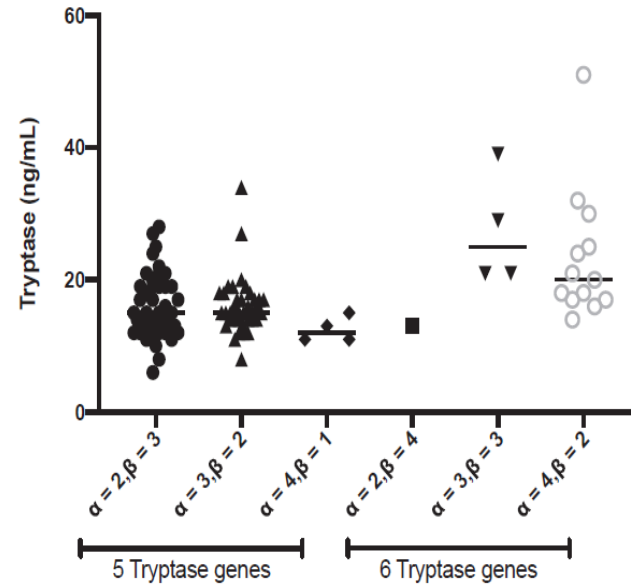 60
40
20
0
Tryptase (ng/mL)
α = 2,β = 3
α = 3,β = 2
α = 4,β = 1
α = 2,β = 4
α = 3,β = 3
α = 4,β = 2
5 Tryptase genes
6 Tryptase genes